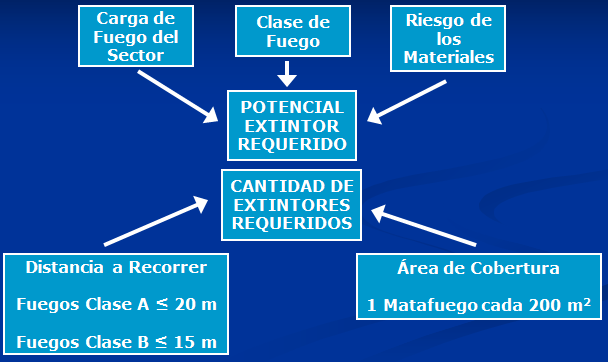 Carga de
Fuego del
Sector
Clase de
Fuego
Riesgo de
los
Materiales
POTENCIAL
EXTINTOR
REQUERIDO
CANTIDAD DE
EXTINTORES
REQUERIDOS
Distancia a Recorrer
Fuegos Clase A ≤ 20 m
Fuegos Clase B ≤ 15 m
Área de Cobertura
1 Matafuego cada 200 m²